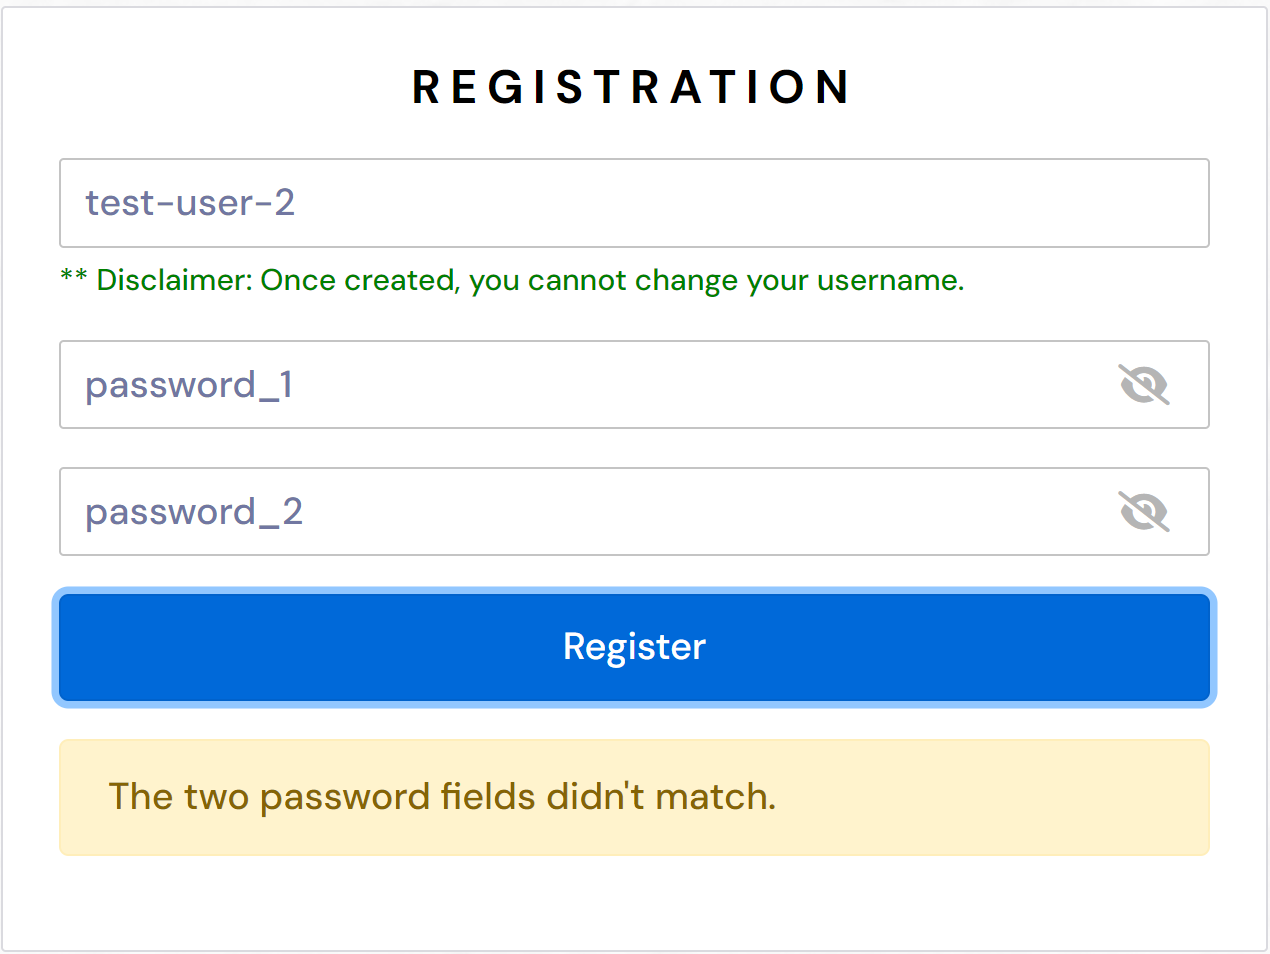 REGISTRATION
test-user-2
** Disclaimer: Once created, you cannot change your username.
password_1
password_2
Register
The two password fields didn't match.